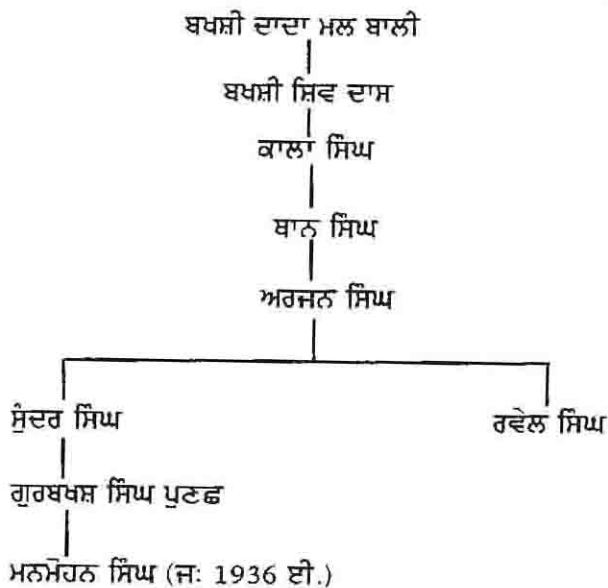 ਬਖਸ਼ੀ ਦਾਦਾ ਮਲ ਬਾਲੀ
ਬਖਸ਼ੀ ਸ਼ਿਵ ਦਾਸ
ਕਾਲਾ ਸਿੰਘ
ਥਾਨ ਸਿੰਘ
ਅਰਜਨ ਸਿੰਘ
ਸੁੰਦਰ ਸਿੰਘ ਰਵੇਲ ਸਿੰਘ
ਗੁਰਬਖਸ਼ ਸਿੰਘ ਪੁਣਛ
ਮਨਮੋਹਨ ਸਿੰਘ (ਜਃ 1936 ਈ.)